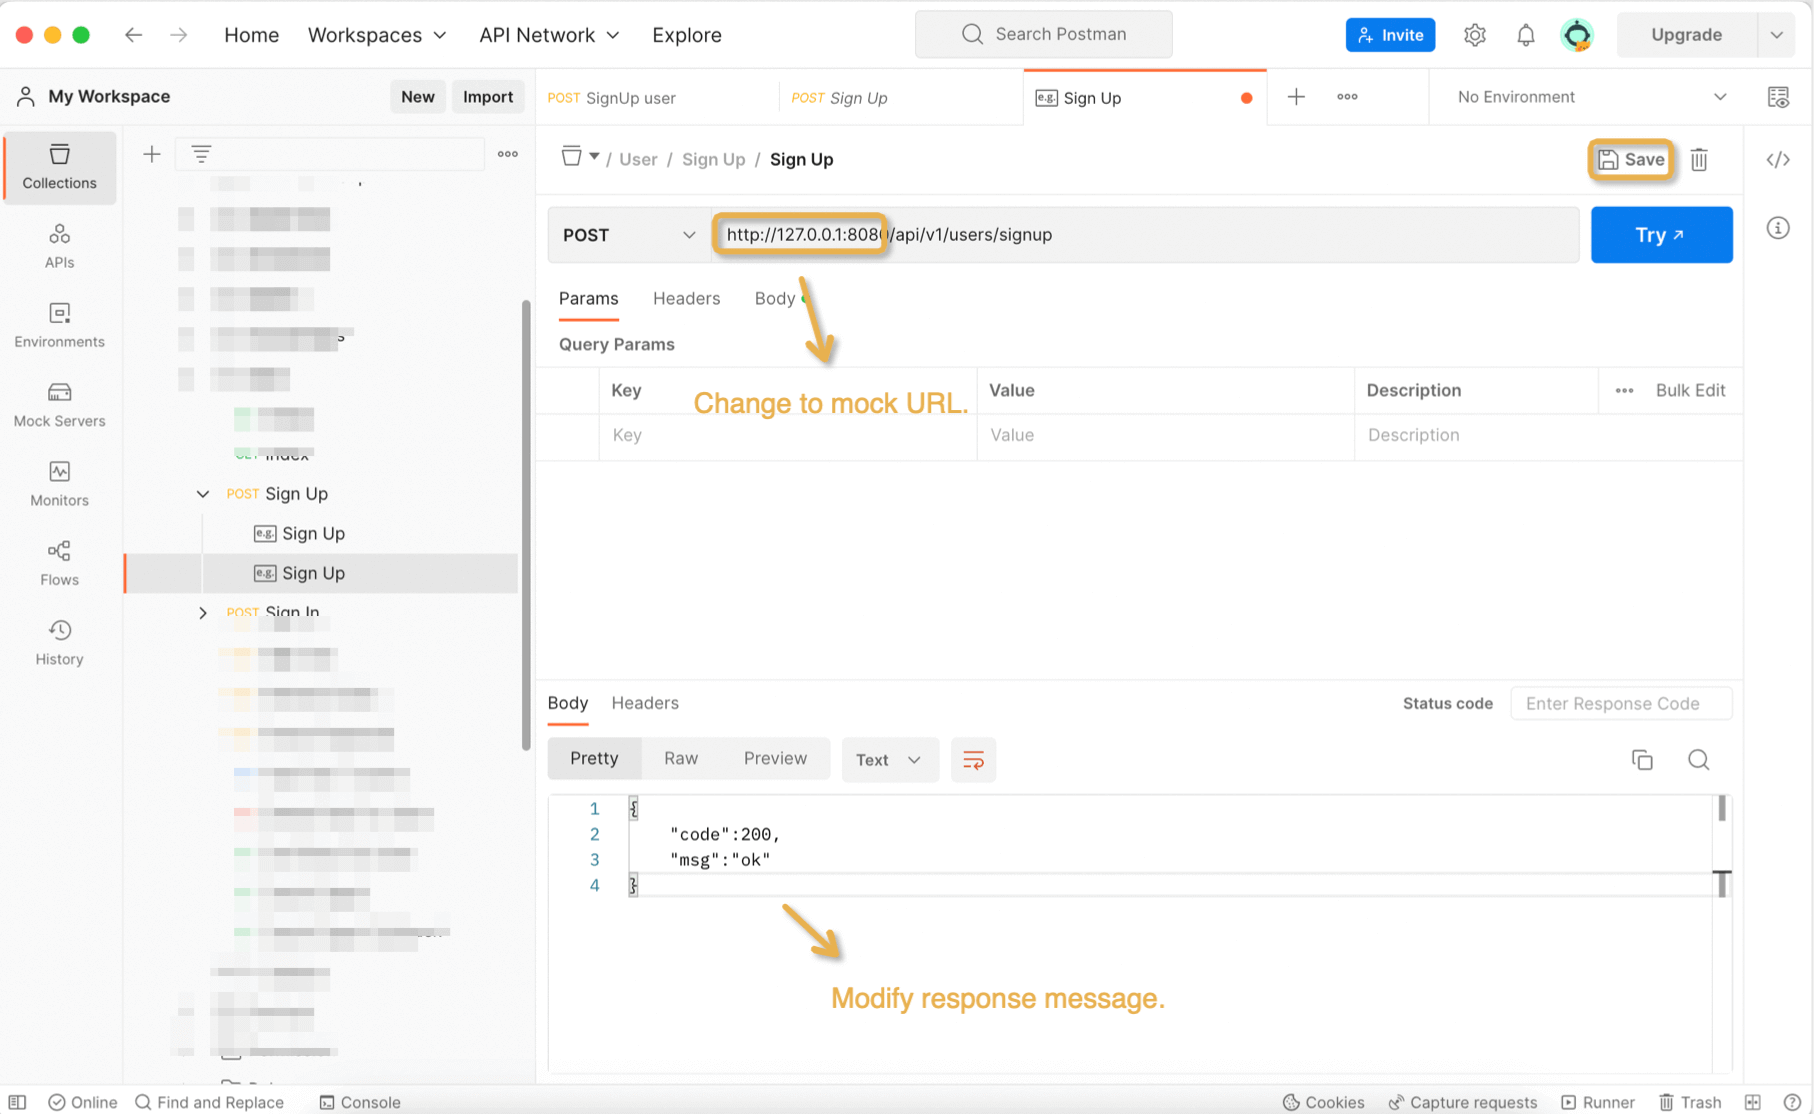 Home Workspaces API Network Explore Search Postman Invite Upgrade
My Workspace New Import POST SignUp user POST Sign Up e.g. Sign Up No Environment
Collections
APIs
Environments
Mock Servers
Monitors
Flows
History
POST Sign Up
e.g. Sign Up
e.g. Sign Up
POST Sign In
/ User / Sign Up / Sign Up Save
POST http://127.0.0.1:8080/api/v1/users/signup Try
Params Headers Body
Query Params
Key Value Description Bulk Edit
Change to mock URL.
Key Value Description
Body Headers Status code Enter Response Code
Pretty Raw Preview Text
1 {
2 "code":200,
3 "msg":"ok"
4 }
Modify response message.
Online Find and Replace Console Cookies Capture requests Runner Trash